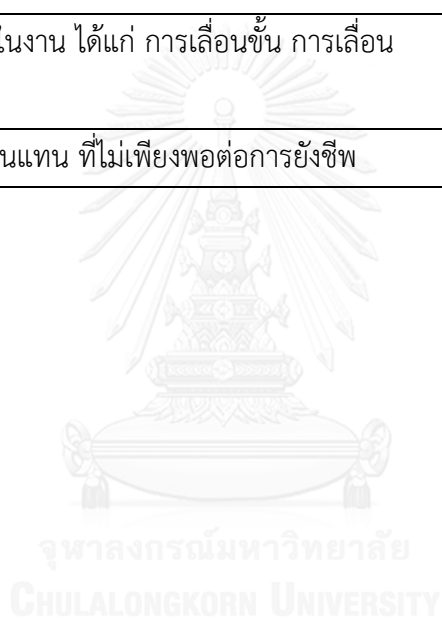 ในงาน ได้แก่ การเลื่อนขั้น การเลื่อน
นแทน ที่ไม่เพียงพอต่อการยังชีพ
จุฬาลงกรณ์มหาวิทยาลัย
CHULALONGKORN UNIVERSITY